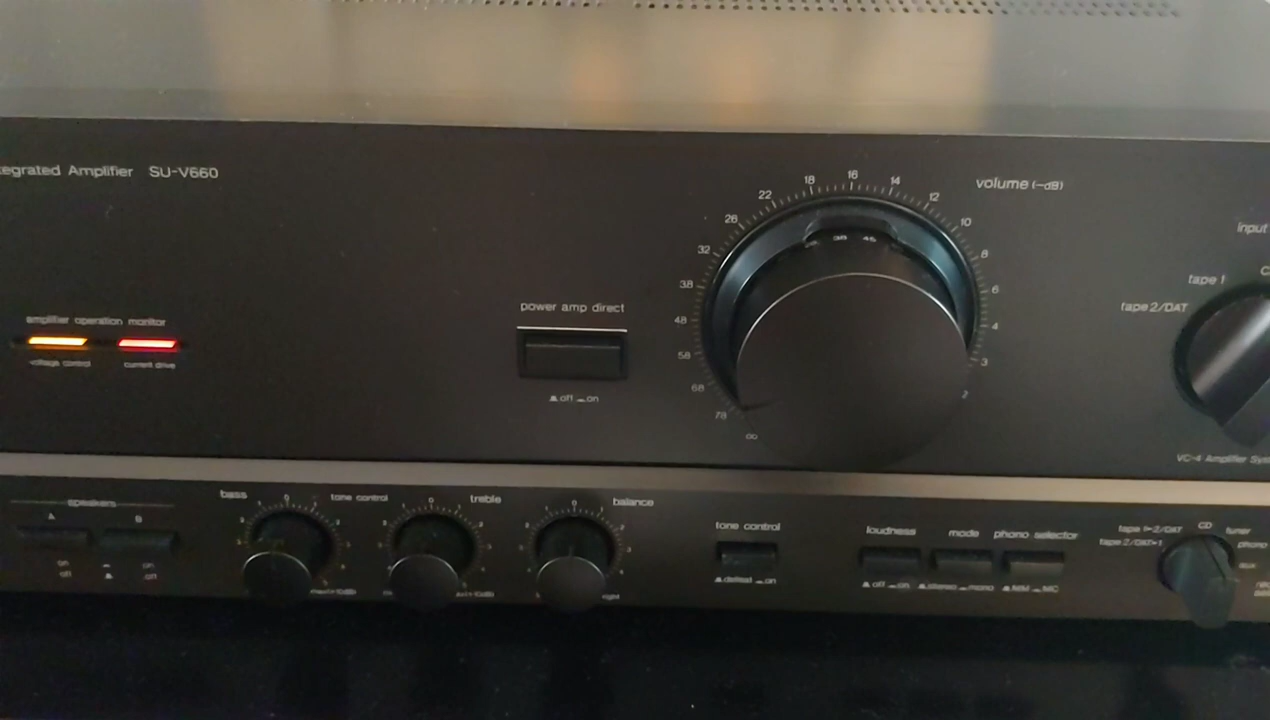 tegrated Amplifier SU-V660
volume (-dB)
22 18 16 14 12
26 10
32 8
38 6
48 4
58 3
68 2
78
∞
38 45
input
tape 1
tape 2/DAT
VC-4 Amplifier Sys
amplifier operation monitor
voltage control current drive
power amp direct
off on
speakers
A B
on on
off off
bass 0 tone control 0 treble 0 balance
right
tone control
defeat on
loudness mode phono selector
off on stereo mono MM MC
tape 1▸2/DAT CD tuner
tape 2/DAT▸1 phono
aux